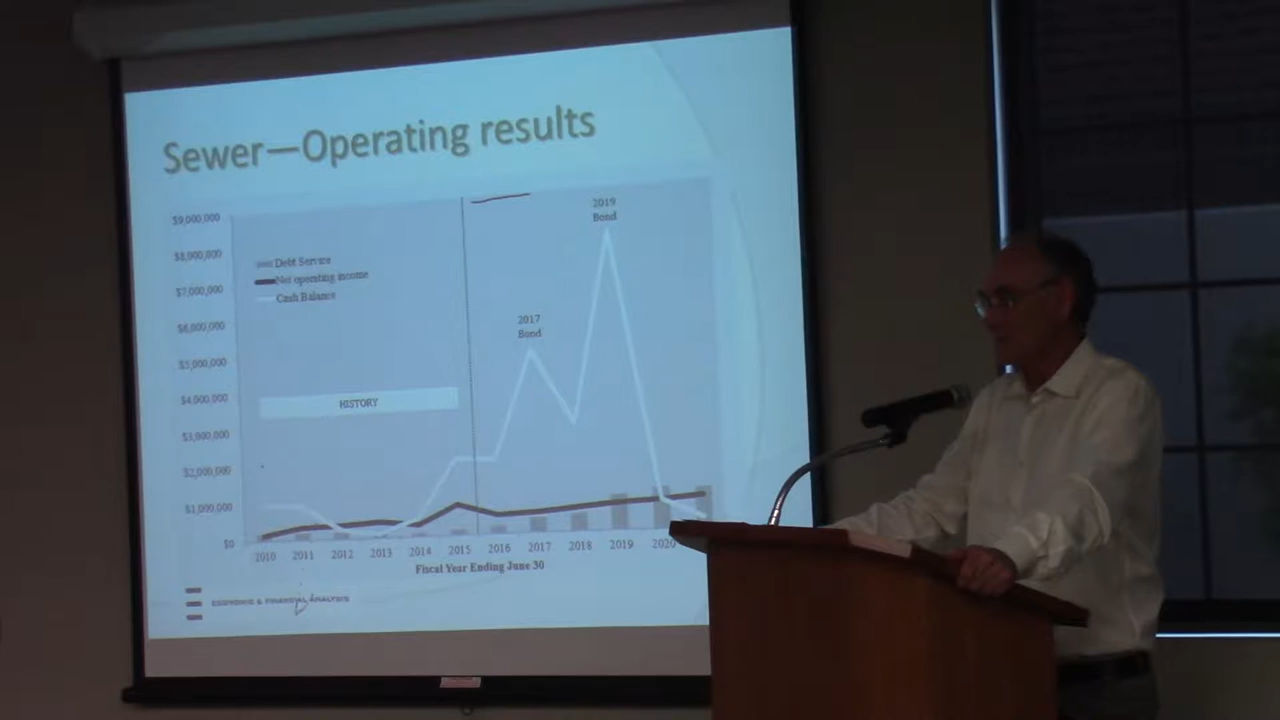 Sewer—Operating results
$9,000,000
$8,000,000
$7,000,000
$6,000,000
$5,000,000
$4,000,000
$3,000,000
$2,000,000
$1,000,000
$0
Debt Service
Net operating income
Cash Balance
HISTORY
2017
Bond
2019
Bond
2010 2011 2012 2013 2014 2015 2016 2017 2018 2019 2020
Fiscal Year Ending June 30
ECONOMIC & FINANCIAL ANALYSIS